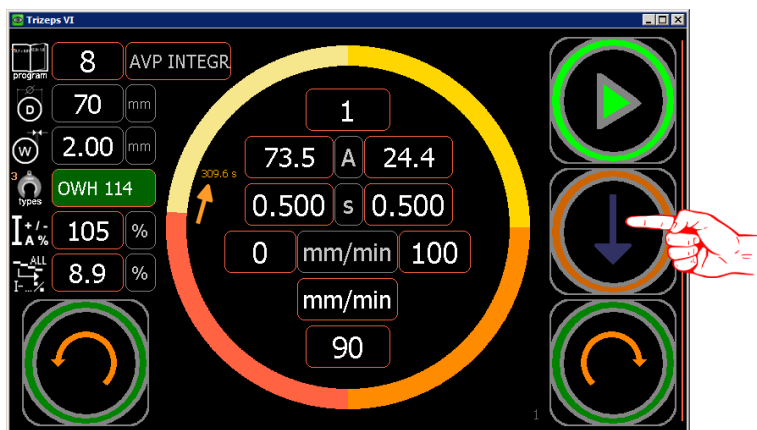 Trizeps VI
program
8
AVP INTEGR
D
70
mm
W
2.00
mm
3
types
OWH 114
I + / -
A %
105
%
ALL
I-...%
8.9
%
309.6 s
1
73.5 A 24.4
0.500 s 0.500
0 mm/min 100
mm/min
90
1